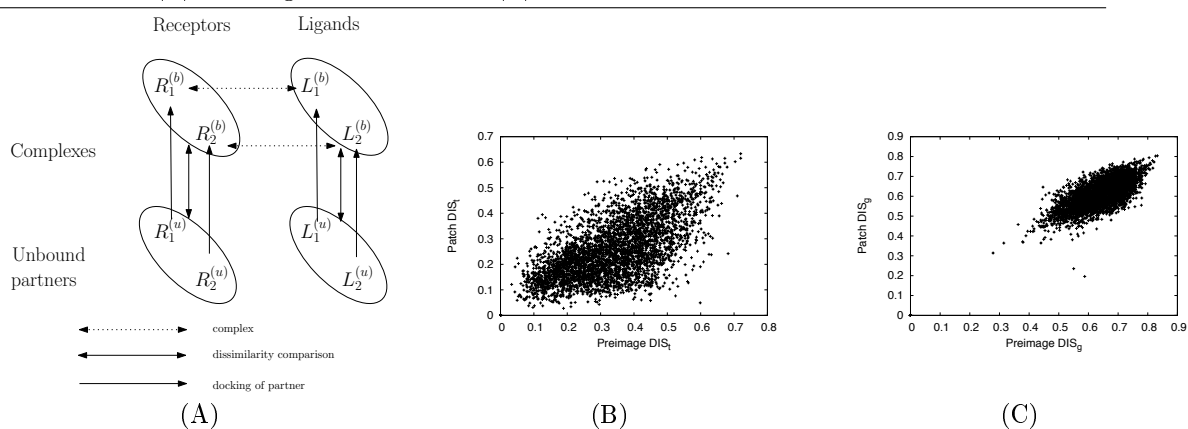 Receptors
Ligands
R_1^{(b)}
L_1^{(b)}
R_2^{(b)}
L_2^{(b)}
Complexes
R_1^{(u)}
L_1^{(u)}
Unbound
partners
R_2^{(u)}
L_2^{(u)}
complex
dissimilarity comparison
docking of partner
(A)
0.7
0.6
0.5
0.4
0.3
0.2
0.1
0
Patch DIS_t
0 0.1 0.2 0.3 0.4 0.5 0.6 0.7 0.8
Preimage DIS_t
(B)
0.9
0.8
0.7
0.6
0.5
0.4
0.3
0.2
0.1
0
Patch DIS_g
0 0.1 0.2 0.3 0.4 0.5 0.6 0.7 0.8 0.9
Preimage DIS_g
(C)